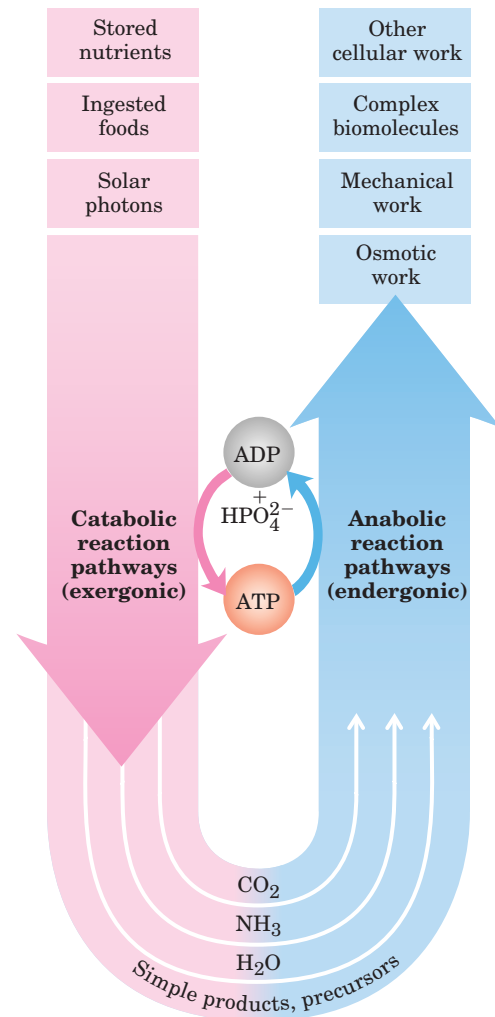 Stored
nutrients
Ingested
foods
Solar
photons
Other
cellular work
Complex
biomolecules
Mechanical
work
Osmotic
work
ADP
+
HPO₄²⁻
ATP
Catabolic
reaction
pathways
(exergonic)
Anabolic
reaction
pathways
(endergonic)
CO₂
NH₃
H₂O
Simple products, precursors